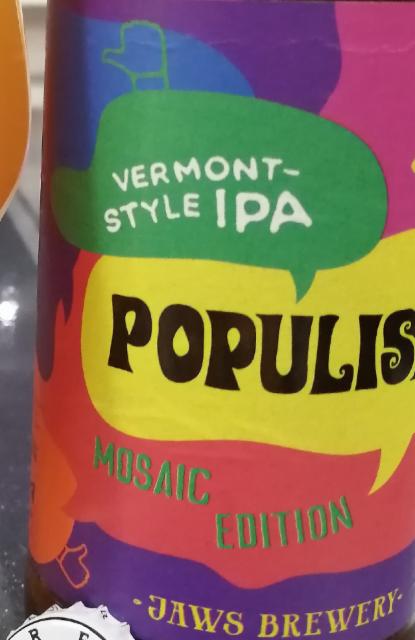 VERMONT-
STYLE IPA
POPULIS
MOSAIC
EDITION
- JAWS BREWERY -